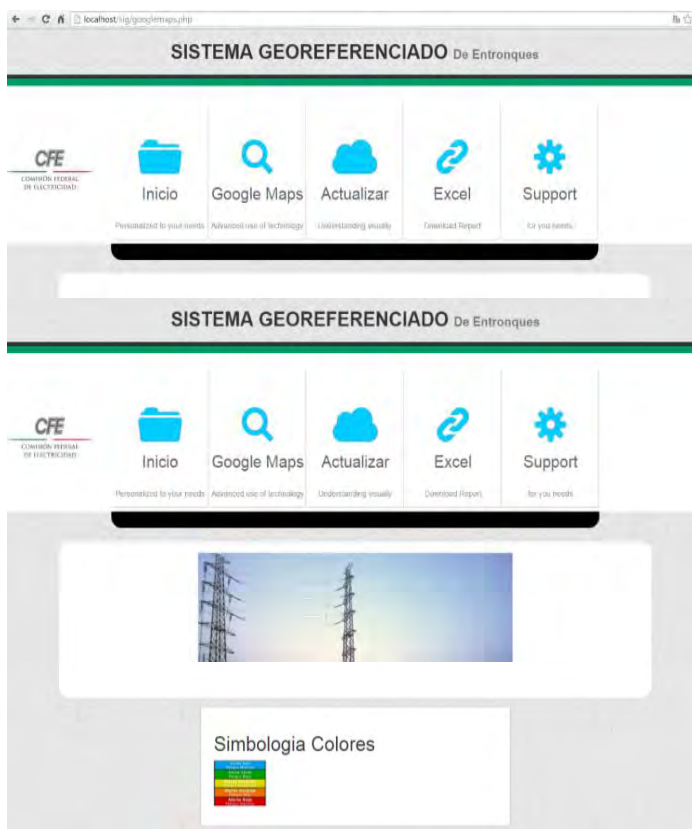 localhost/sig/googlemaps.php
SISTEMA GEOREFERENCIADO De Entronques
CFE
COMISIÓN FEDERAL
DE ELECTRICIDAD
Inicio
Google Maps
Actualizar
Excel
Support
Personalized to your needs
Advanced use of technology
Understanding visually
Download Report
for you needs.
SISTEMA GEOREFERENCIADO De Entronques
CFE
COMISIÓN FEDERAL
DE ELECTRICIDAD
Inicio
Google Maps
Actualizar
Excel
Support
Personalized to your needs
Advanced use of technology
Understanding visually
Download Report
for you needs
Simbologia Colores